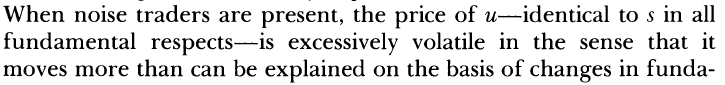 When noise traders are present, the price of u—identical to s in all
fundamental respects—is excessively volatile in the sense that it
moves more than can be explained on the basis of changes in funda-